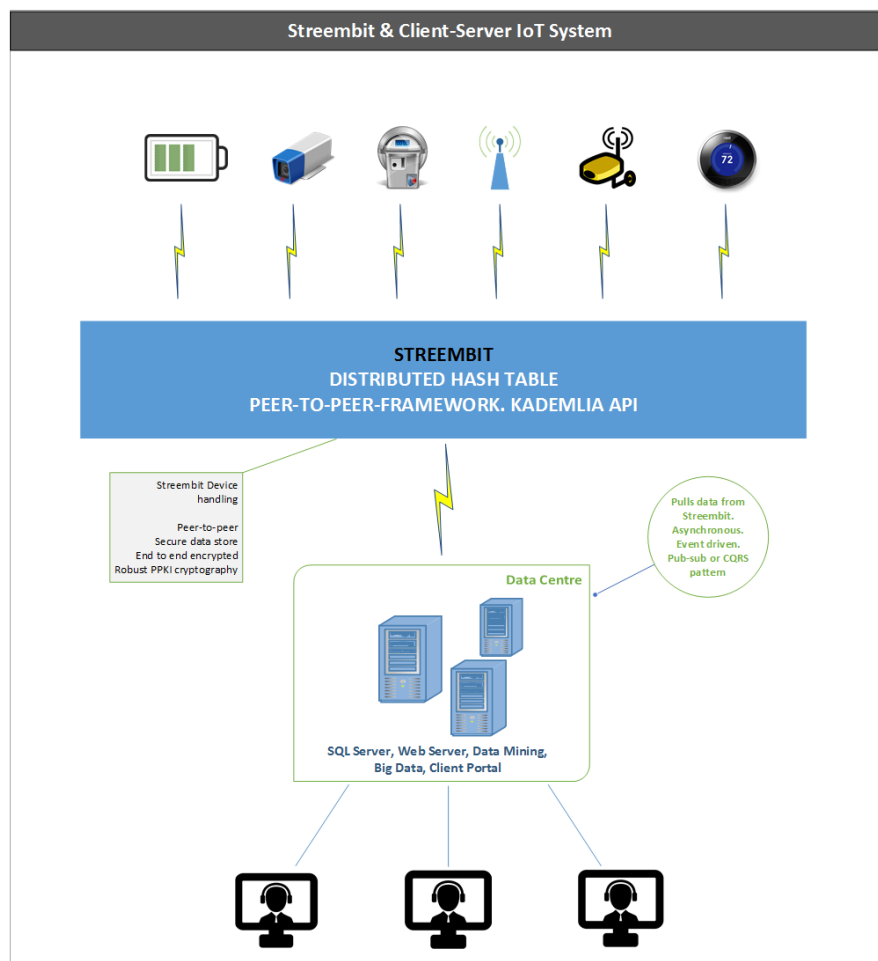 Streembit & Client-Server IoT System
72
STREEMBIT
DISTRIBUTED HASH TABLE
PEER-TO-PEER-FRAMEWORK. KADEMLIA API
Streembit Device
handling
Peer-to-peer
Secure data store
End to end encrypted
Robust PPKI cryptography
Pulls data from
Streembit.
Asynchronous.
Event driven.
Pub-sub or CQRS
pattern
Data Centre
SQL Server, Web Server, Data Mining,
Big Data, Client Portal